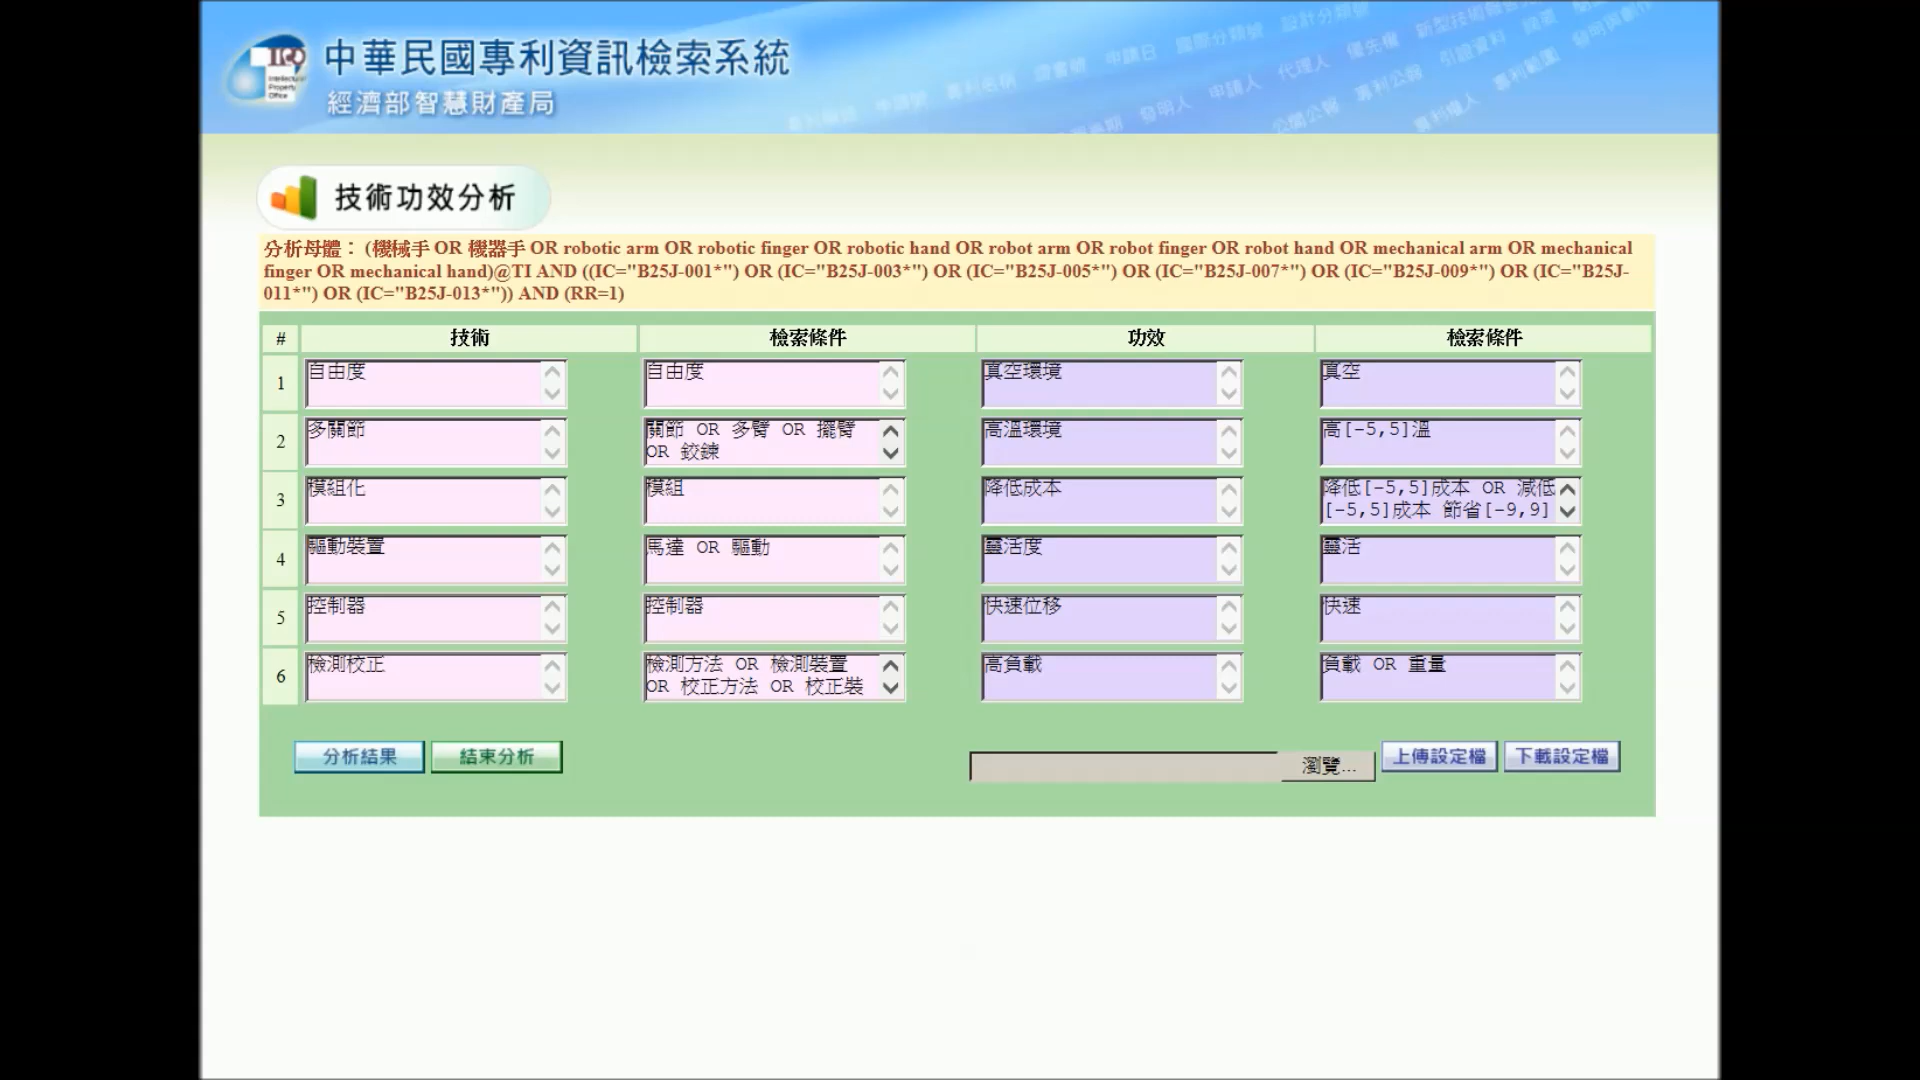 中華民國專利資訊檢索系統
經濟部智慧財產局
技術功效分析
分析母體： (機械手 OR 機器手 OR robotic arm OR robotic finger OR robotic hand OR robot arm OR robot finger OR robot hand OR mechanical arm OR mechanical
finger OR mechanical hand)@TI AND ((IC="B25J-001*") OR (IC="B25J-003*") OR (IC="B25J-005*") OR (IC="B25J-007*") OR (IC="B25J-009*") OR (IC="B25J-
011*") OR (IC="B25J-013*")) AND (RR=1)
# 技術 檢索條件 功效 檢索條件
1 自由度 自由度 真空環境 真空
2 多關節 關節 OR 多臂 OR 擺臂
OR 鉸鍊 高溫環境 高[-5,5]溫
3 模組化 模組 降低成本 降低[-5,5]成本 OR 減低
[-5,5]成本 節省[-9,9]
4 驅動裝置 馬達 OR 驅動 靈活度 靈活
5 控制器 控制器 快速位移 快速
6 檢測校正 檢測方法 OR 檢測裝置
OR 校正方法 OR 校正裝 高負載 負載 OR 重量
分析結果 結束分析 瀏覽... 上傳設定檔 下載設定檔